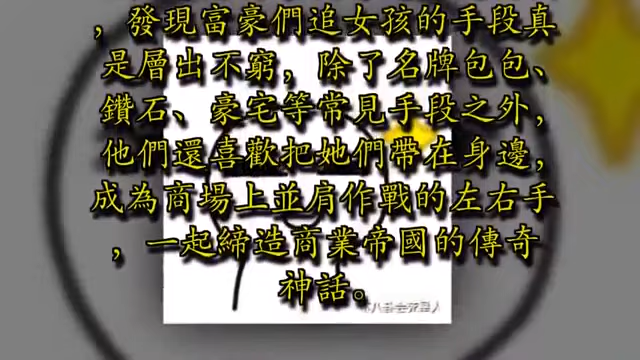 ，發現富豪們追女孩的手段真
是層出不窮，除了名牌包包、
鑽石、豪宅等常見手段之外，
他們還喜歡把她們帶在身邊，
成為商場上並肩作戰的左右手
，一起締造商業帝國的傳奇
神話。